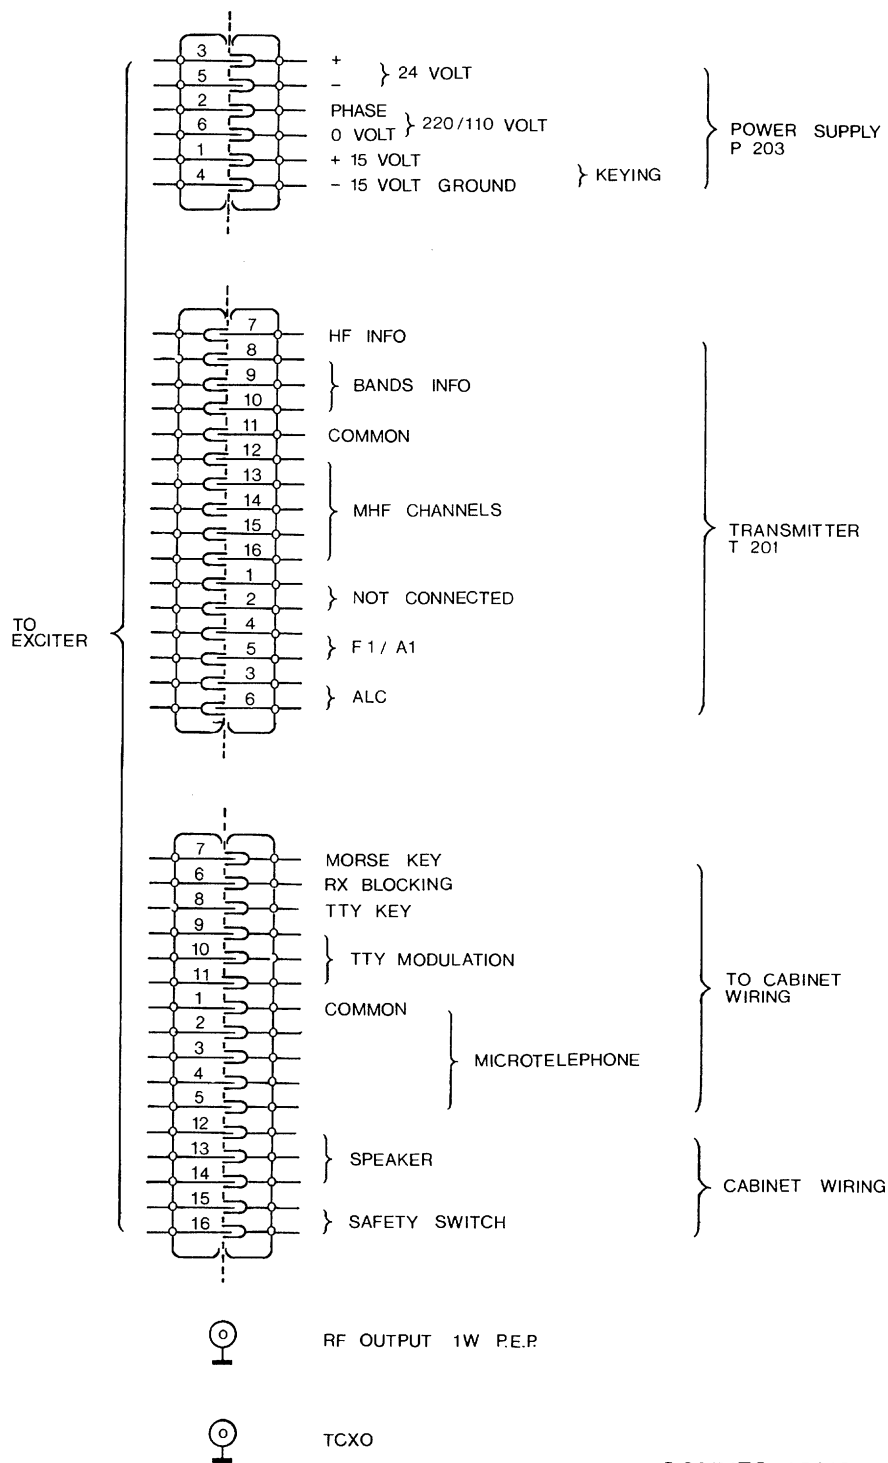 3 +
5 -
24 VOLT
2 PHASE
6 0 VOLT
220/110 VOLT
1 + 15 VOLT
4 - 15 VOLT GROUND
KEYING
POWER SUPPLY
P 203
7 HF INFO
8
9 BANDS INFO
10
11 COMMON
12
13
14 MHF CHANNELS
15
16
1
2 NOT CONNECTED
4
5 F1/A1
3
6 ALC
TRANSMITTER
T 201
TO
EXCITER
7 MORSE KEY
6 RX BLOCKING
8 TTY KEY
9
10 TTY MODULATION
11
1 COMMON
2
3 MICROTELEPHONE
4
5
TO CABINET
WIRING
12
13 SPEAKER
14
15
16 SAFETY SWITCH
CABINET WIRING
RF OUTPUT 1W P.E.P.
TCXO